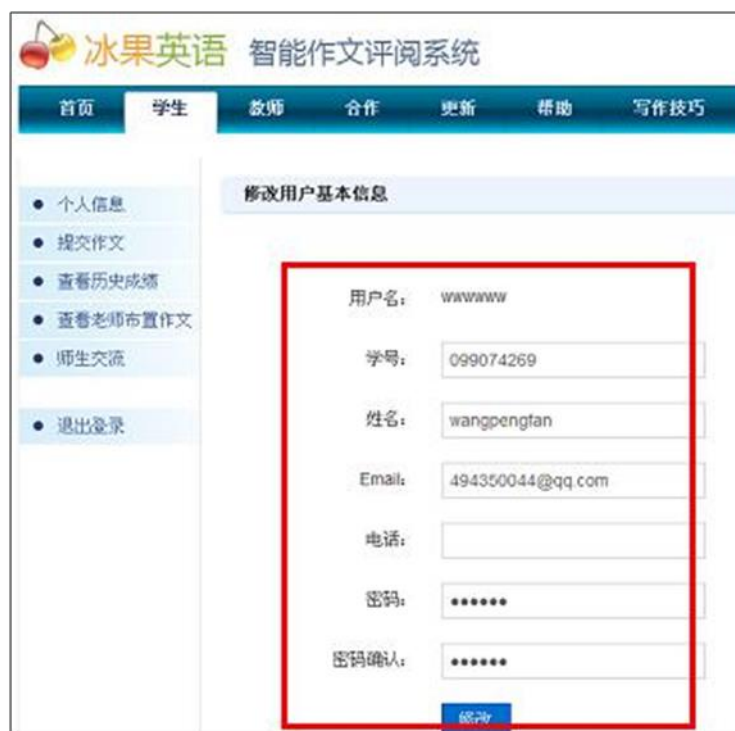 冰果英语 智能作文评阅系统
首页 学生 教师 合作 更新 帮助 写作技巧
个人信息
提交作文
查看历史成绩
查看老师布置作文
师生交流
退出登录
修改用户基本信息
用户名: wwwwww
学号: 099074269
姓名: wangpengfan
Email: 494350044@qq.com
电话:
密码: ●●●●●●
密码确认: ●●●●●●
修改